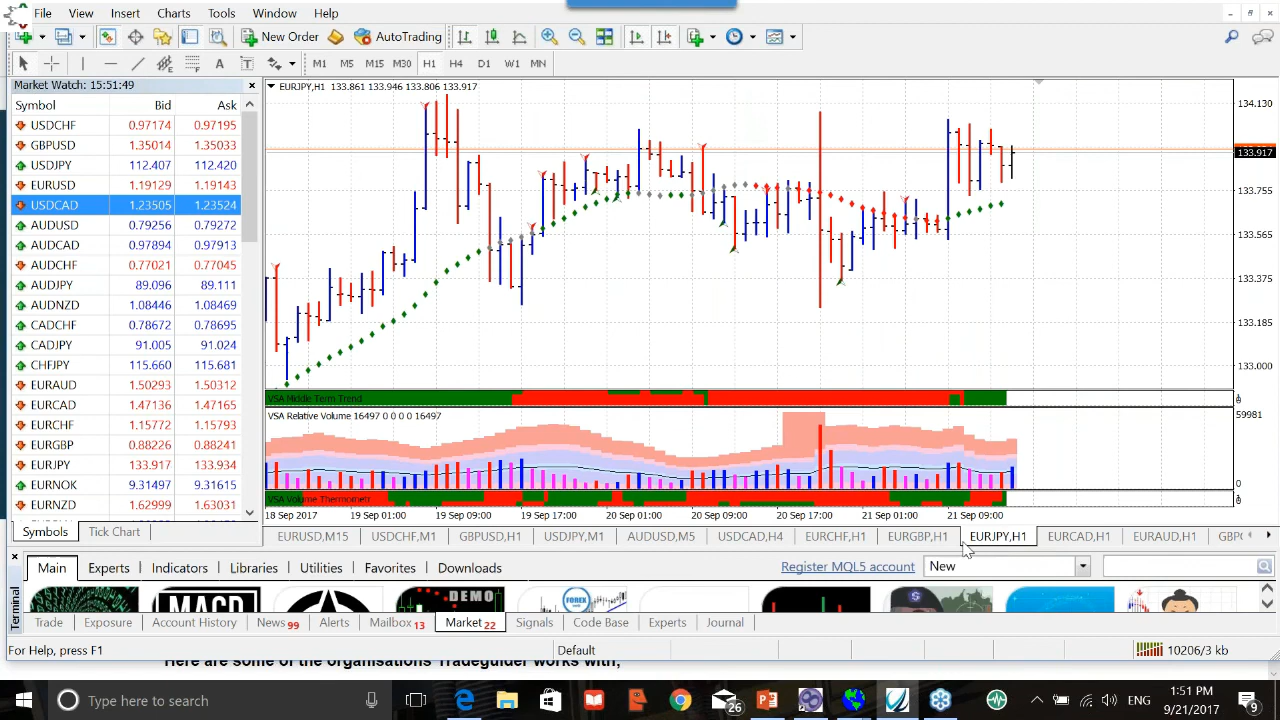 File View Insert Charts Tools Window Help
New Order AutoTrading
A T M1 M5 M15 M30 H1 H4 D1 W1 MN
Market Watch: 15:51:49
Symbol Bid Ask
USDCHF 0.97174 0.97195
GBPUSD 1.35014 1.35033
USDJPY 112.407 112.420
EURUSD 1.19129 1.19143
USDCAD 1.23505 1.23524
AUDUSD 0.79256 0.79272
AUDCAD 0.97894 0.97913
AUDCHF 0.77021 0.77045
AUDJPY 89.096 89.111
AUDNZD 1.08446 1.08469
CADCHF 0.78672 0.78695
CADJPY 91.005 91.024
CHFJPY 115.660 115.681
EURAUD 1.50293 1.50312
EURCAD 1.47136 1.47165
EURCHF 1.15772 1.15793
EURGBP 0.88226 0.88241
EURJPY 133.917 133.934
EURNOK 9.31497 9.31615
EURNZD 1.62999 1.63031
Symbols Tick Chart
EURJPY,H1 133.861 133.946 133.806 133.917
134.130
133.917
133.755
133.565
133.375
133.185
133.000
VSA Middle Term Trend
VSA Relative Volume 16497 0 0 0 0 16497
59981
0
VSA Volume Thermometr
18 Sep 2017 19 Sep 01:00 19 Sep 09:00 19 Sep 17:00 20 Sep 01:00 20 Sep 09:00 20 Sep 17:00 21 Sep 01:00 21 Sep 09:00
EURUSD,M15 USDCHF,M1 GBPUSD,H1 USDJPY,M1 AUDUSD,M5 USDCAD,H4 EURCHF,H1 EURGBP,H1 EURJPY,H1 EURCAD,H1 EURAUD,H1
Main Experts Indicators Libraries Utilities Favorites Downloads Register MQL5 account New
MACD DEMO FOREX
Terminal
Trade Exposure Account History News 99 Alerts Mailbox 13 Market 22 Signals Code Base Experts Journal
For Help, press F1 Default 10206/3 kb
Here are some of the organisations Tradeguider works with,
Type here to search 26 ENG 9/21/2017 9